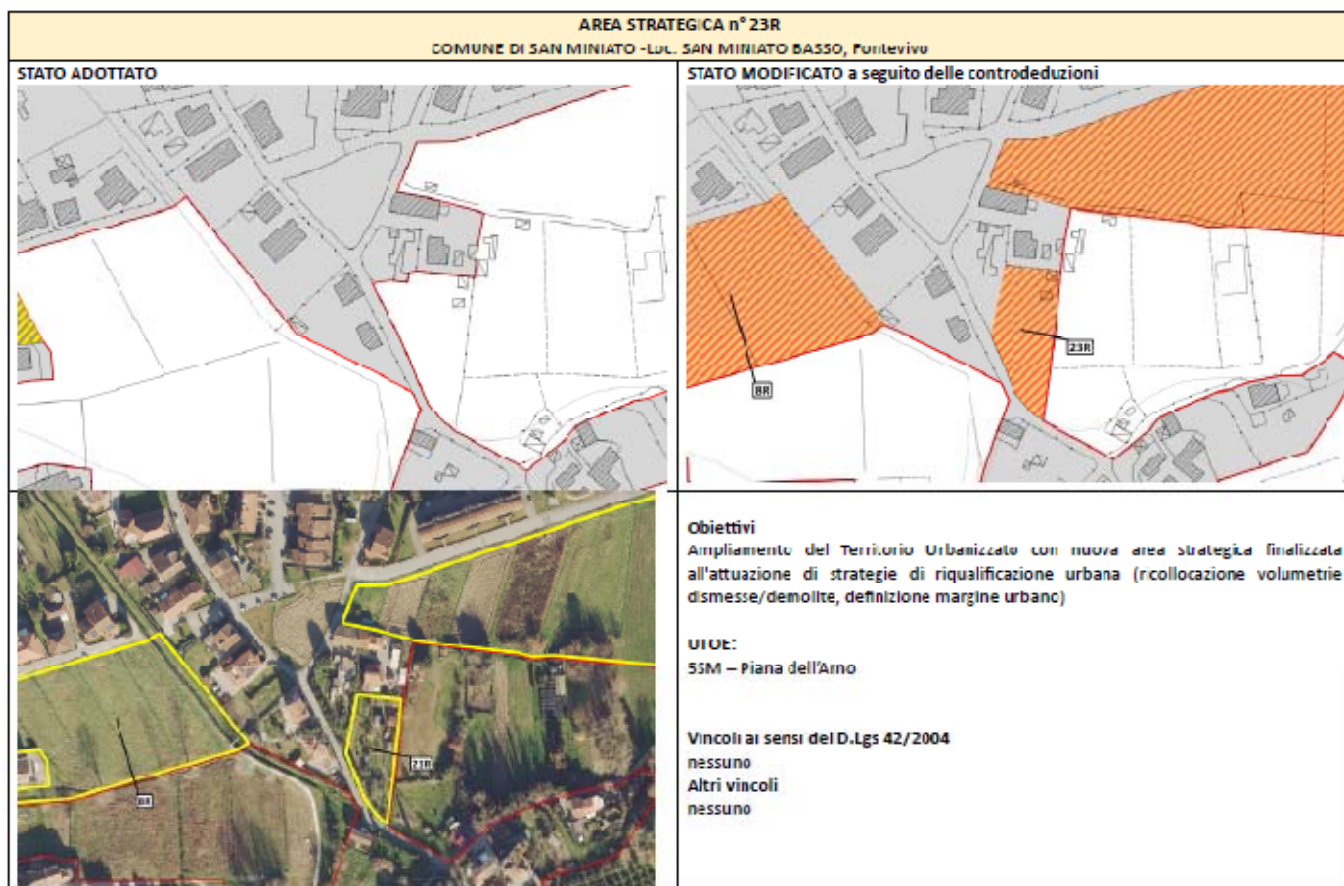 AREA STRATEGICA n° 23R
COMUNE DI SAN MINIATO -Loc. SAN MINIATO BASSO, Pontevivo
STATO ADOTTATO
STATO MODIFICATO a seguito delle controdeduzioni
8R
23R
8R
23R
Obiettivi
Ampliamento del Territorio Urbanizzato con nuova area strategica finalizzata
all'attuazione di strategie di riqualificazione urbana (ricollocazione volumetrie
dismesse/demolite, definizione margine urbano)
UTOE:
5SM – Piana dell'Arno
Vincoli ai sensi del D.Lgs 42/2004
nessuno
Altri vincoli
nessuno